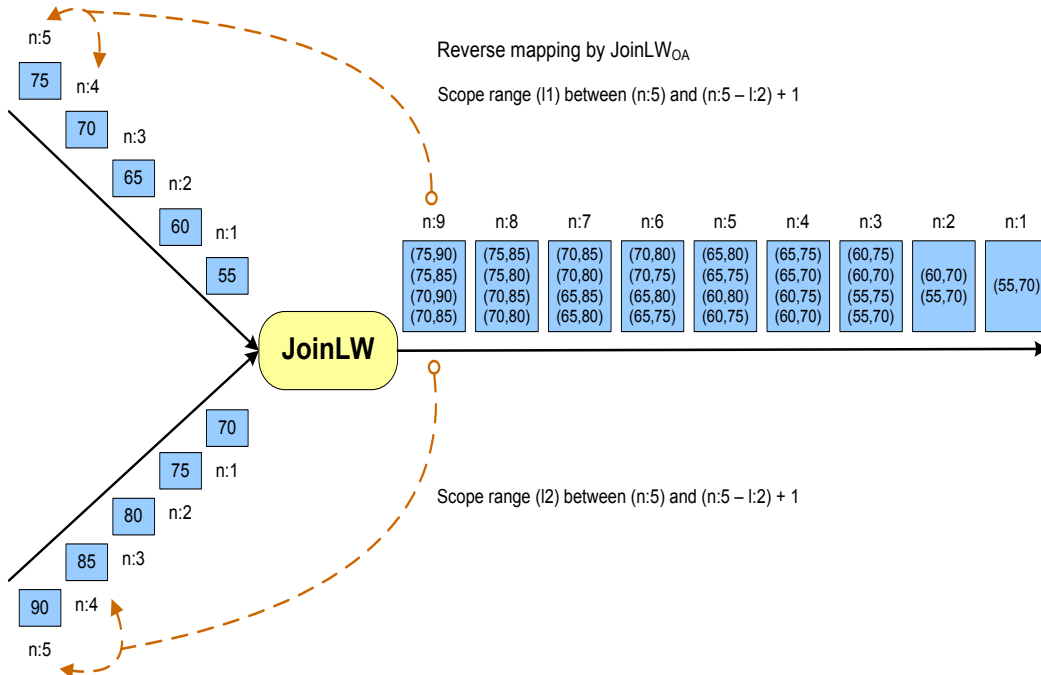 n:5
75
n:4
70
n:3
65
n:2
60
n:1
55
Reverse mapping by JoinLWOA
Scope range (l1) between (n:5) and (n:5 – l:2) + 1
n:9 n:8 n:7 n:6 n:5 n:4 n:3 n:2 n:1
(75,90) (75,85) (70,85) (70,80) (65,80) (65,75) (60,75)
(75,85) (75,80) (70,80) (70,75) (65,75) (65,70) (60,70) (60,70)
(70,90) (70,85) (65,85) (65,80) (60,80) (60,75) (55,75) (55,70)
(70,85) (70,80) (65,80) (65,75) (60,75) (60,70) (55,70)
(55,70)
JoinLW
70
75
n:1
80
n:2
85
n:3
90
n:4
n:5
Scope range (l2) between (n:5) and (n:5 – l:2) + 1